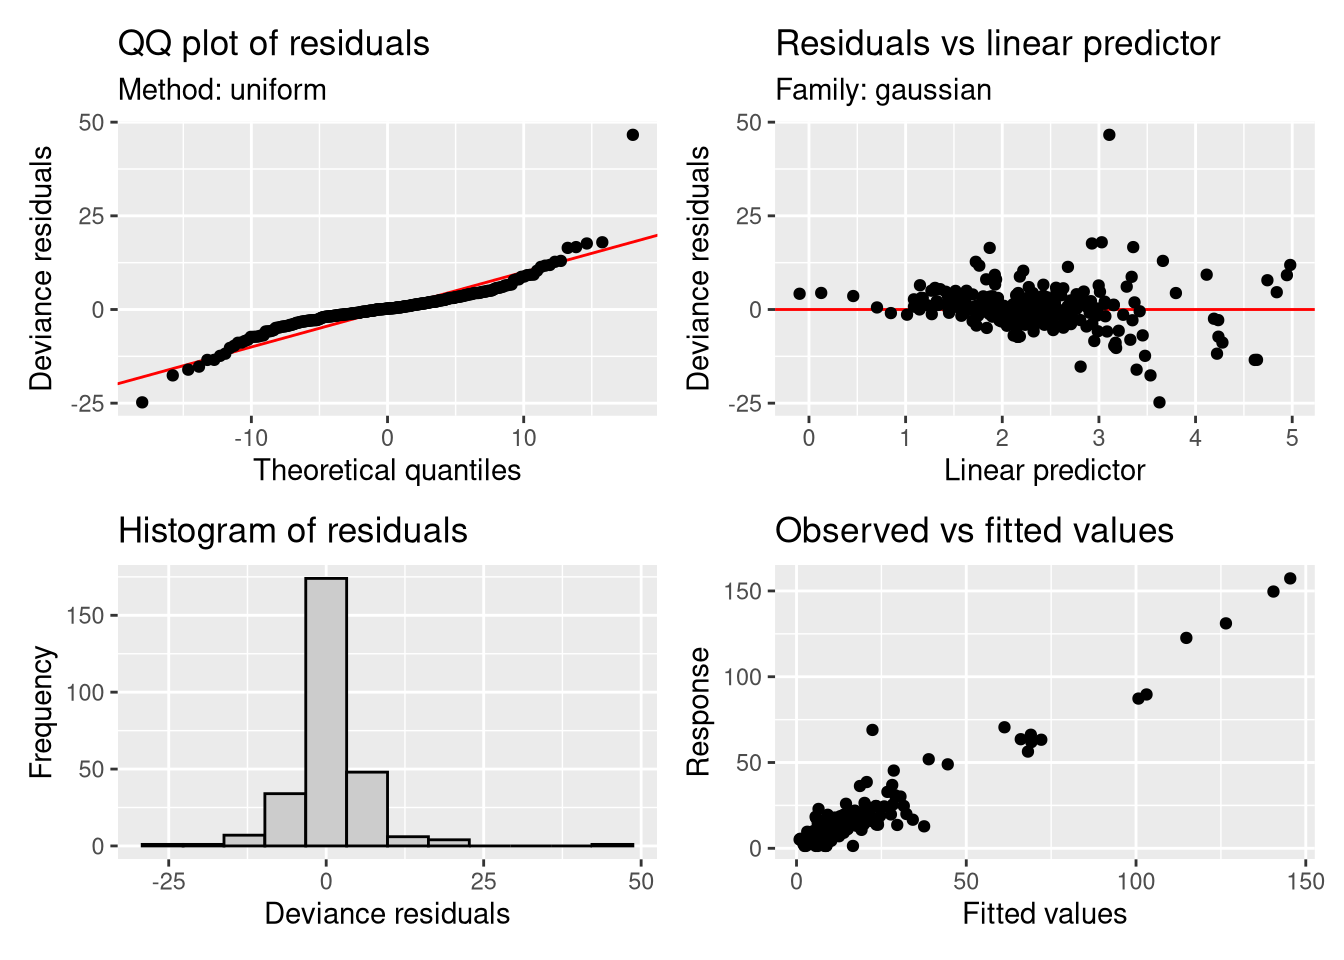 QQ plot of residuals
Method: uniform
50
25
0
-25
Deviance residuals
-10
0
10
Theoretical quantiles
Residuals vs linear predictor
Family: gaussian
50
25
0
-25
Deviance residuals
0
1
2
3
4
5
Linear predictor
Histogram of residuals
150
100
50
0
Frequency
-25
0
25
50
Deviance residuals
Observed vs fitted values
150
100
50
0
Response
0
50
100
150
Fitted values